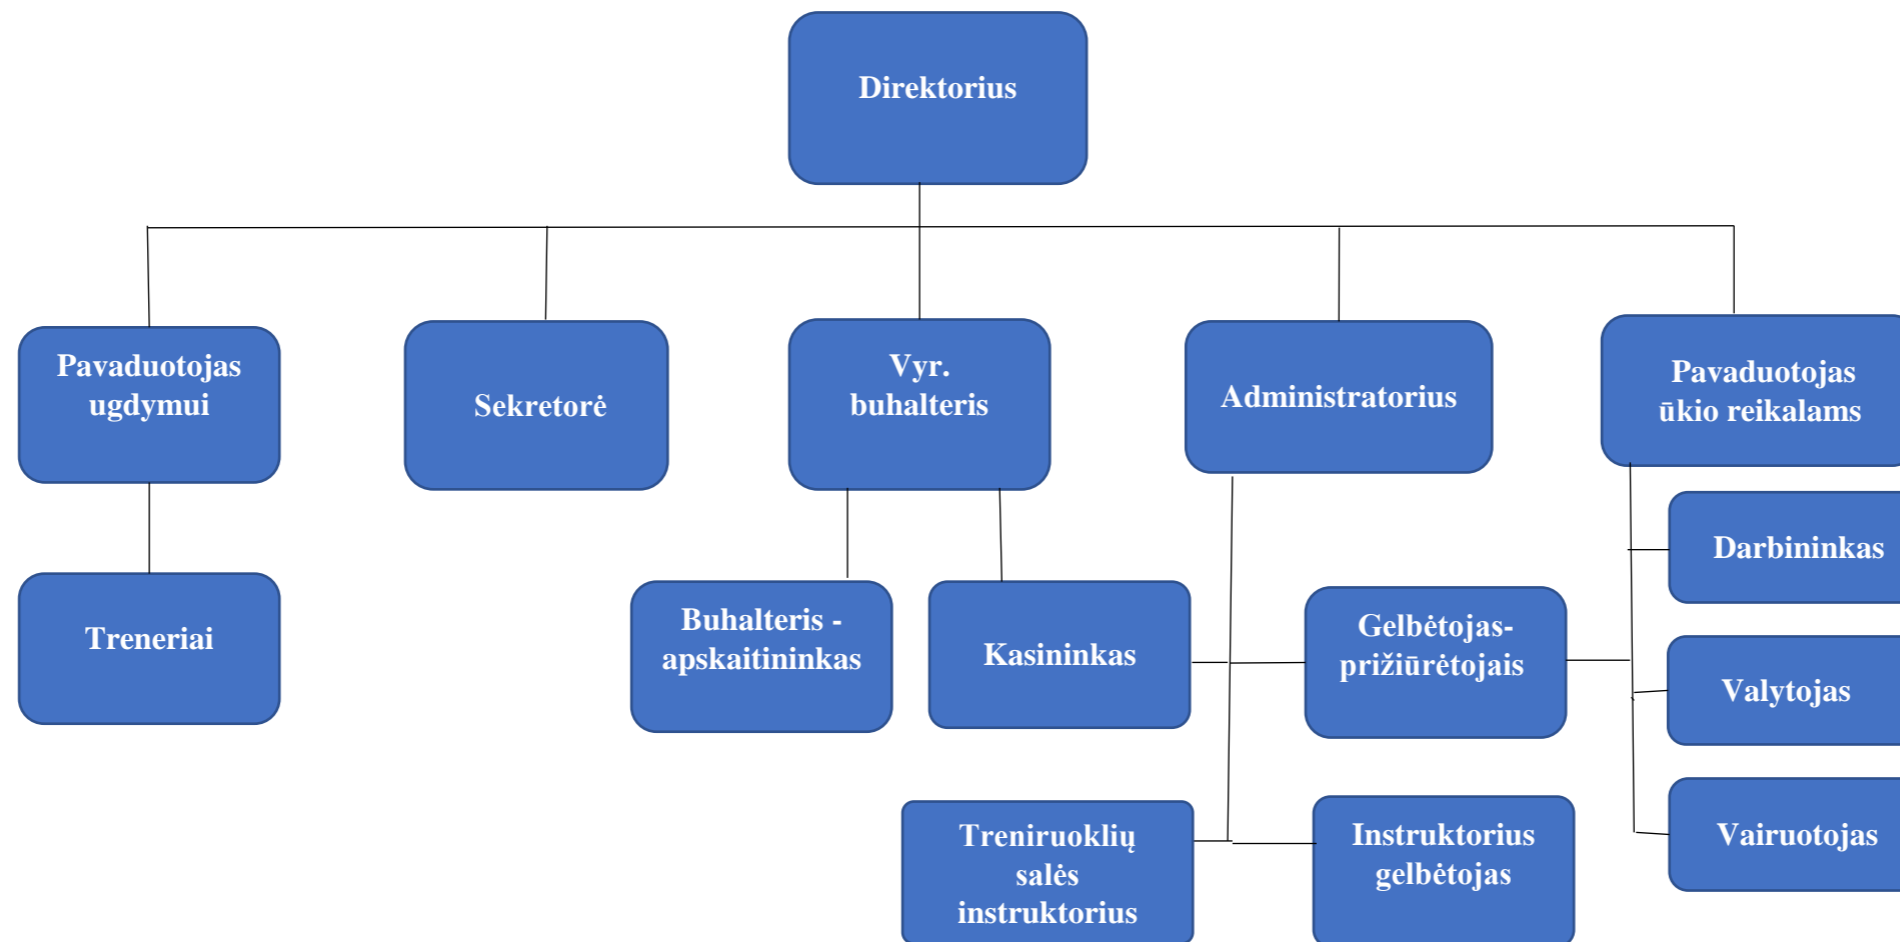 Direktorius
Pavaduotojas
ugdymui
Sekretorė
Vyr.
buhalteris
Administratorius
Pavaduotojas
ūkio reikalams
Treneriai
Buhalteris -
apskaitininkas
Kasininkas
Gelbėtojas-
prižiūrėtojais
Darbininkas
Valytojas
Vairuotojas
Treniruoklių
salės
instruktorius
Instruktorius
gelbėtojas